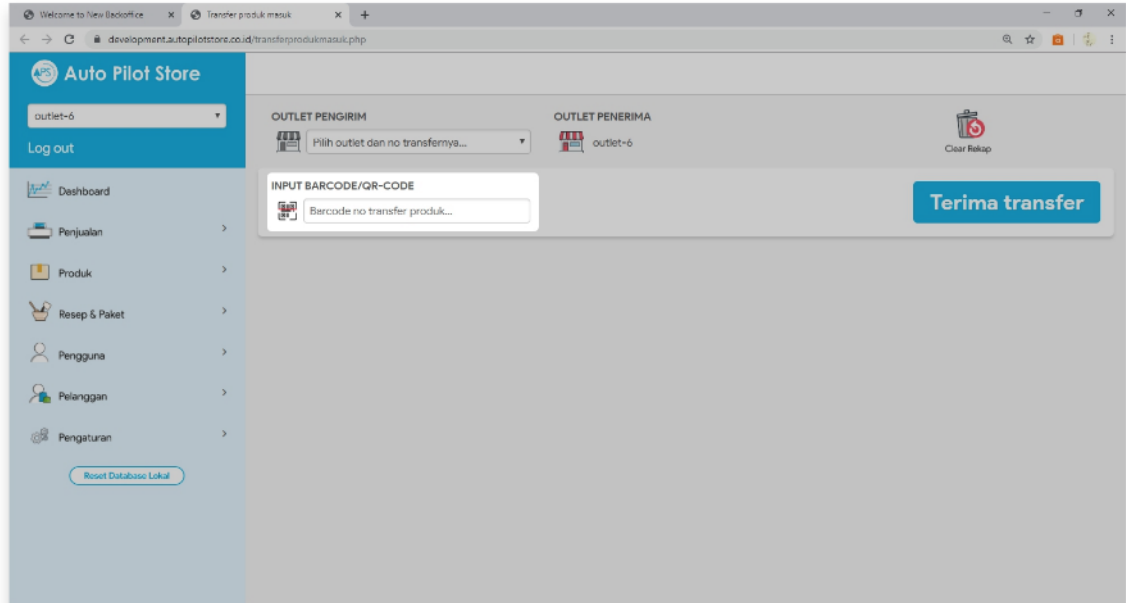 Welcome to New Backoffice
Transfer produk masuk
development.autopilotstore.co.id/transferprodukmasuk.php
APS Auto Pilot Store
outlet-6
Log out
Dashboard
Penjualan
Produk
Resep & Paket
Pengguna
Pelanggan
Pengaturan
Reset Database Lokal
OUTLET PENGIRIM
Pilih outlet dan no transfernya...
OUTLET PENERIMA
outlet-6
Clear Rekap
INPUT BARCODE/QR-CODE
Barcode no transfer produk...
Terima transfer